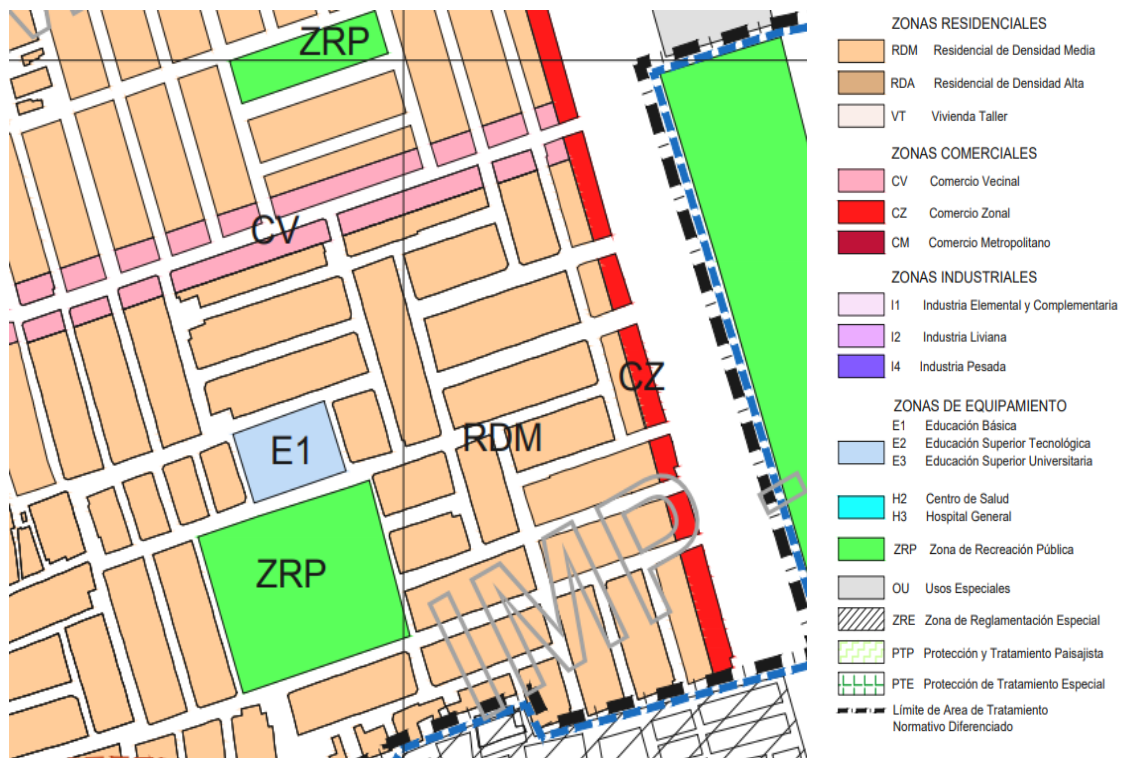 ZRP
CV
CZ
RDM
E1
ZRP
IMP
ZONAS RESIDENCIALES
RDM Residencial de Densidad Media
RDA Residencial de Densidad Alta
VT Vivienda Taller
ZONAS COMERCIALES
CV Comercio Vecinal
CZ Comercio Zonal
CM Comercio Metropolitano
ZONAS INDUSTRIALES
I1 Industria Elemental y Complementaria
I2 Industria Liviana
I4 Industria Pesada
ZONAS DE EQUIPAMIENTO
E1 Educación Básica
E2 Educación Superior Tecnológica
E3 Educación Superior Universitaria
H2 Centro de Salud
H3 Hospital General
ZRP Zona de Recreación Pública
OU Usos Especiales
ZRE Zona de Reglamentación Especial
PTP Protección y Tratamiento Paisajista
PTE Protección de Tratamiento Especial
Límite de Area de Tratamiento
Normativo Diferenciado